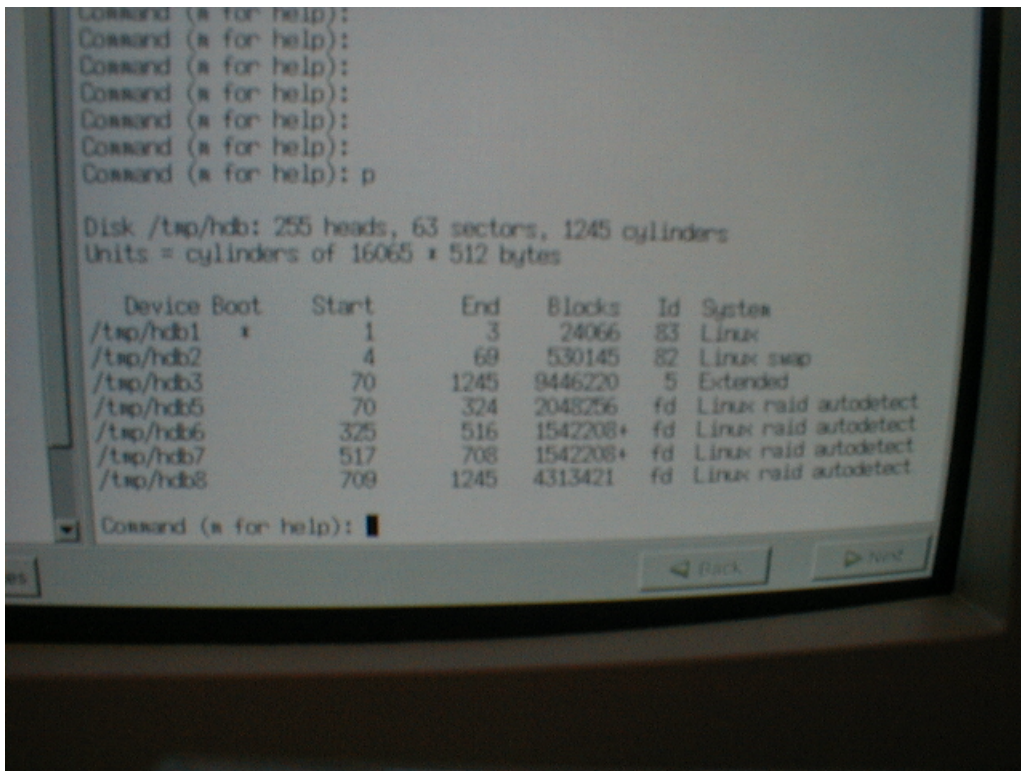 Command (m for help):
Command (m for help):
Command (m for help):
Command (m for help):
Command (m for help):
Command (m for help):
Command (m for help): p
Disk /tmp/hdb: 255 heads, 63 sectors, 1245 cylinders
Units = cylinders of 16065 * 512 bytes
Device Boot Start End Blocks Id System
/tmp/hdb1 * 1 3 24066 83 Linux
/tmp/hdb2 4 69 530145 82 Linux swap
/tmp/hdb3 70 1245 9446220 5 Extended
/tmp/hdb5 70 324 2048256 fd Linux raid autodetect
/tmp/hdb6 325 516 1542208+ fd Linux raid autodetect
/tmp/hdb7 517 708 1542208+ fd Linux raid autodetect
/tmp/hdb8 709 1245 4313421 fd Linux raid autodetect
Command (m for help):
es Back Next